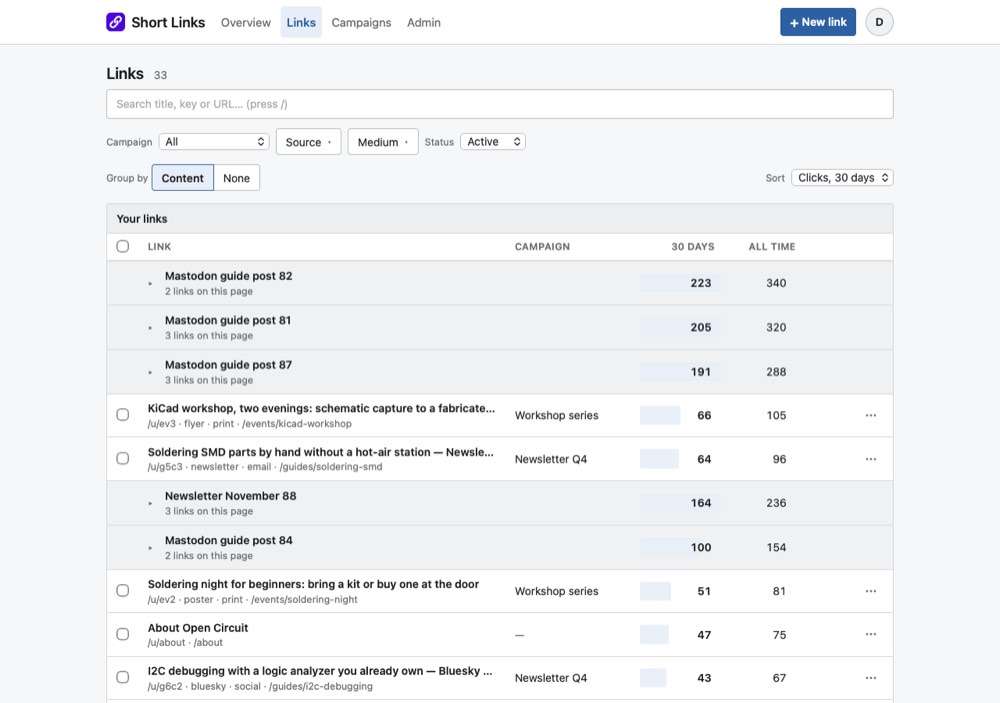 Short Links Overview Links Campaigns Admin + New link D
Links 33
Search title, key or URL... (press /)
Campaign All Source Medium Status Active
Group by Content None Sort Clicks, 30 days
Your links
LINK CAMPAIGN 30 DAYS ALL TIME
Mastodon guide post 82 223 340
2 links on this page
Mastodon guide post 81 205 320
3 links on this page
Mastodon guide post 87 191 288
3 links on this page
KiCad workshop, two evenings: schematic capture to a fabricate... Workshop series 66 105 ...
/u/ev3 · flyer · print · /events/kicad-workshop
Soldering SMD parts by hand without a hot-air station — Newsle... Newsletter Q4 64 96 ...
/u/g5c3 · newsletter · email · /guides/soldering-smd
Newsletter November 88 164 236
3 links on this page
Mastodon guide post 84 100 154
2 links on this page
Soldering night for beginners: bring a kit or buy one at the door Workshop series 51 81 ...
/u/ev2 · poster · print · /events/soldering-night
About Open Circuit — 47 75 ...
/u/about · /about
I2C debugging with a logic analyzer you already own — Bluesky ... Newsletter Q4 43 67 ...
/u/g6c2 · bluesky · social · /guides/i2c-debugging